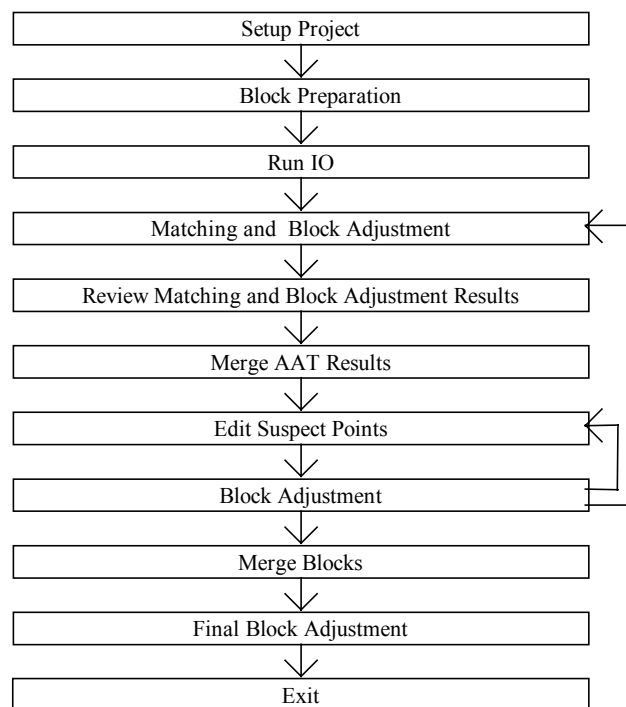 Setup Project
Block Preparation
Run IO
Matching and  Block Adjustment
Review Matching and Block Adjustment Results
Merge AAT Results
Edit Suspect Points
Block Adjustment
Merge Blocks
Final Block Adjustment
Exit